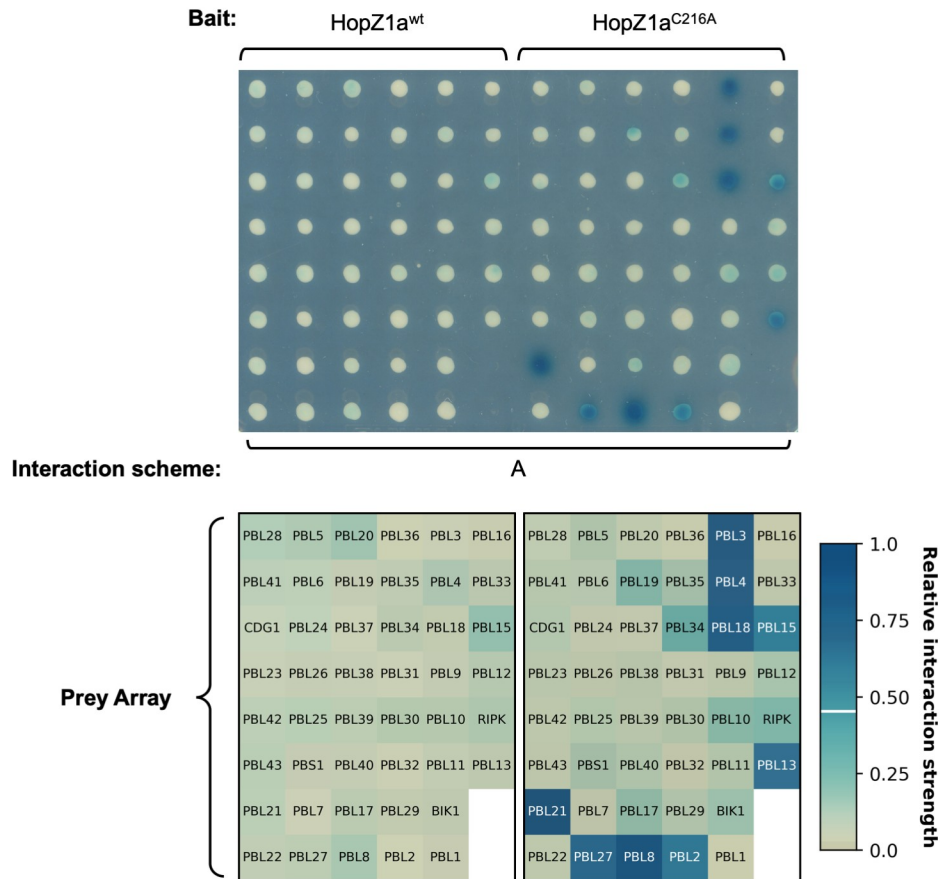 Bait: HopZ1a^wt HopZ1a^C216A
Interaction scheme: A
Prey Array
PBL28 PBL5 PBL20 PBL36 PBL3 PBL16 PBL28 PBL5 PBL20 PBL36 PBL3 PBL16
PBL41 PBL6 PBL19 PBL35 PBL4 PBL33 PBL41 PBL6 PBL19 PBL35 PBL4 PBL33
CDG1 PBL24 PBL37 PBL34 PBL18 PBL15 CDG1 PBL24 PBL37 PBL34 PBL18 PBL15
PBL23 PBL26 PBL38 PBL31 PBL9 PBL12 PBL23 PBL26 PBL38 PBL31 PBL9 PBL12
PBL42 PBL25 PBL39 PBL30 PBL10 RIPK PBL42 PBL25 PBL39 PBL30 PBL10 RIPK
PBL43 PBS1 PBL40 PBL32 PBL11 PBL13 PBL43 PBS1 PBL40 PBL32 PBL11 PBL13
PBL21 PBL7 PBL17 PBL29 BIK1 PBL21 PBL7 PBL17 PBL29 BIK1
PBL22 PBL27 PBL8 PBL2 PBL1 PBL22 PBL27 PBL8 PBL2 PBL1
1.0
0.75
0.50
0.25
0.0
Relative interaction strength